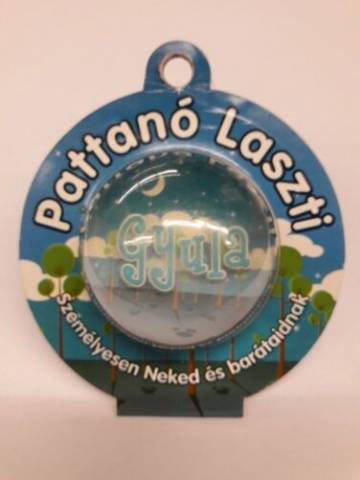 Pattanó Laszti
Gyula
Személyesen Neked és barátaidnak